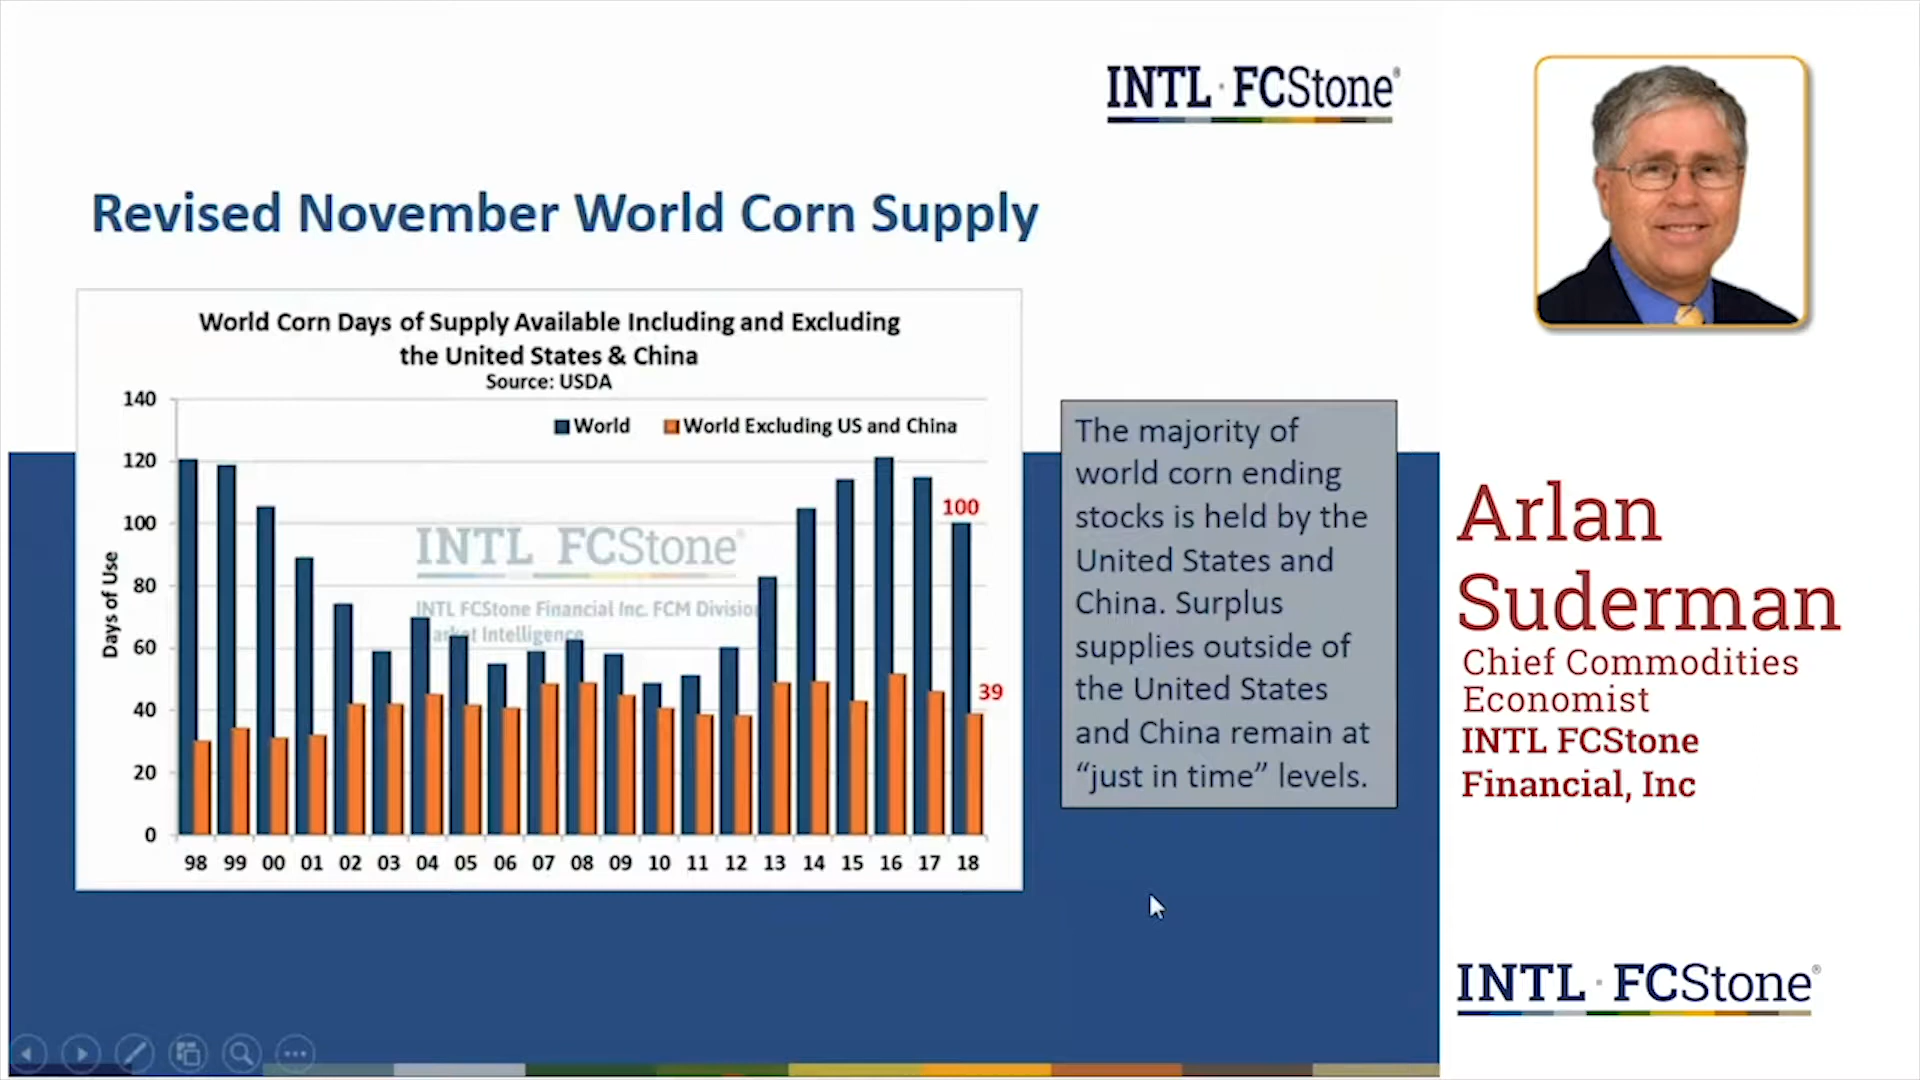 INTL FCStone®
Revised November World Corn Supply
World Corn Days of Supply Available Including and Excluding
the United States & China
Source: USDA
World
World Excluding US and China
140
120
100
80
60
40
20
0
Days of Use
100
39
INTL FCStone®
INTL FCStone Financial Inc. FCM Division
Market Intelligence
98 99 00 01 02 03 04 05 06 07 08 09 10 11 12 13 14 15 16 17 18
The majority of
world corn ending
stocks is held by the
United States and
China. Surplus
supplies outside of
the United States
and China remain at
“just in time” levels.
Arlan
Suderman
Chief Commodities
Economist
INTL FCStone
Financial, Inc
INTL FCStone®